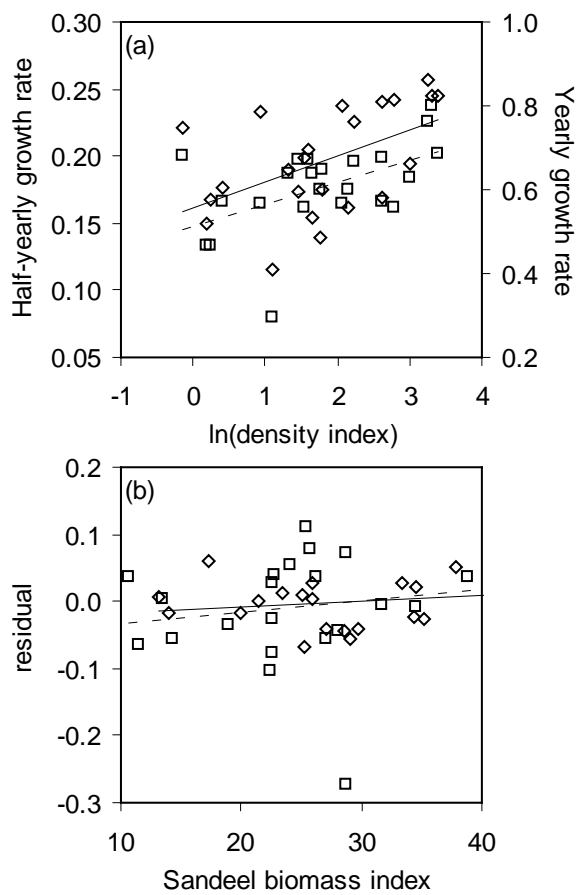 (a)
Half-yearly growth rate
0.30
0.25
0.20
0.15
0.10
0.05
Yearly growth rate
1.0
0.8
0.6
0.4
0.2
-1 0 1 2 3 4
ln(density index)
(b)
residual
0.2
0.1
0.0
-0.1
-0.2
-0.3
10 20 30 40
Sandeel biomass index